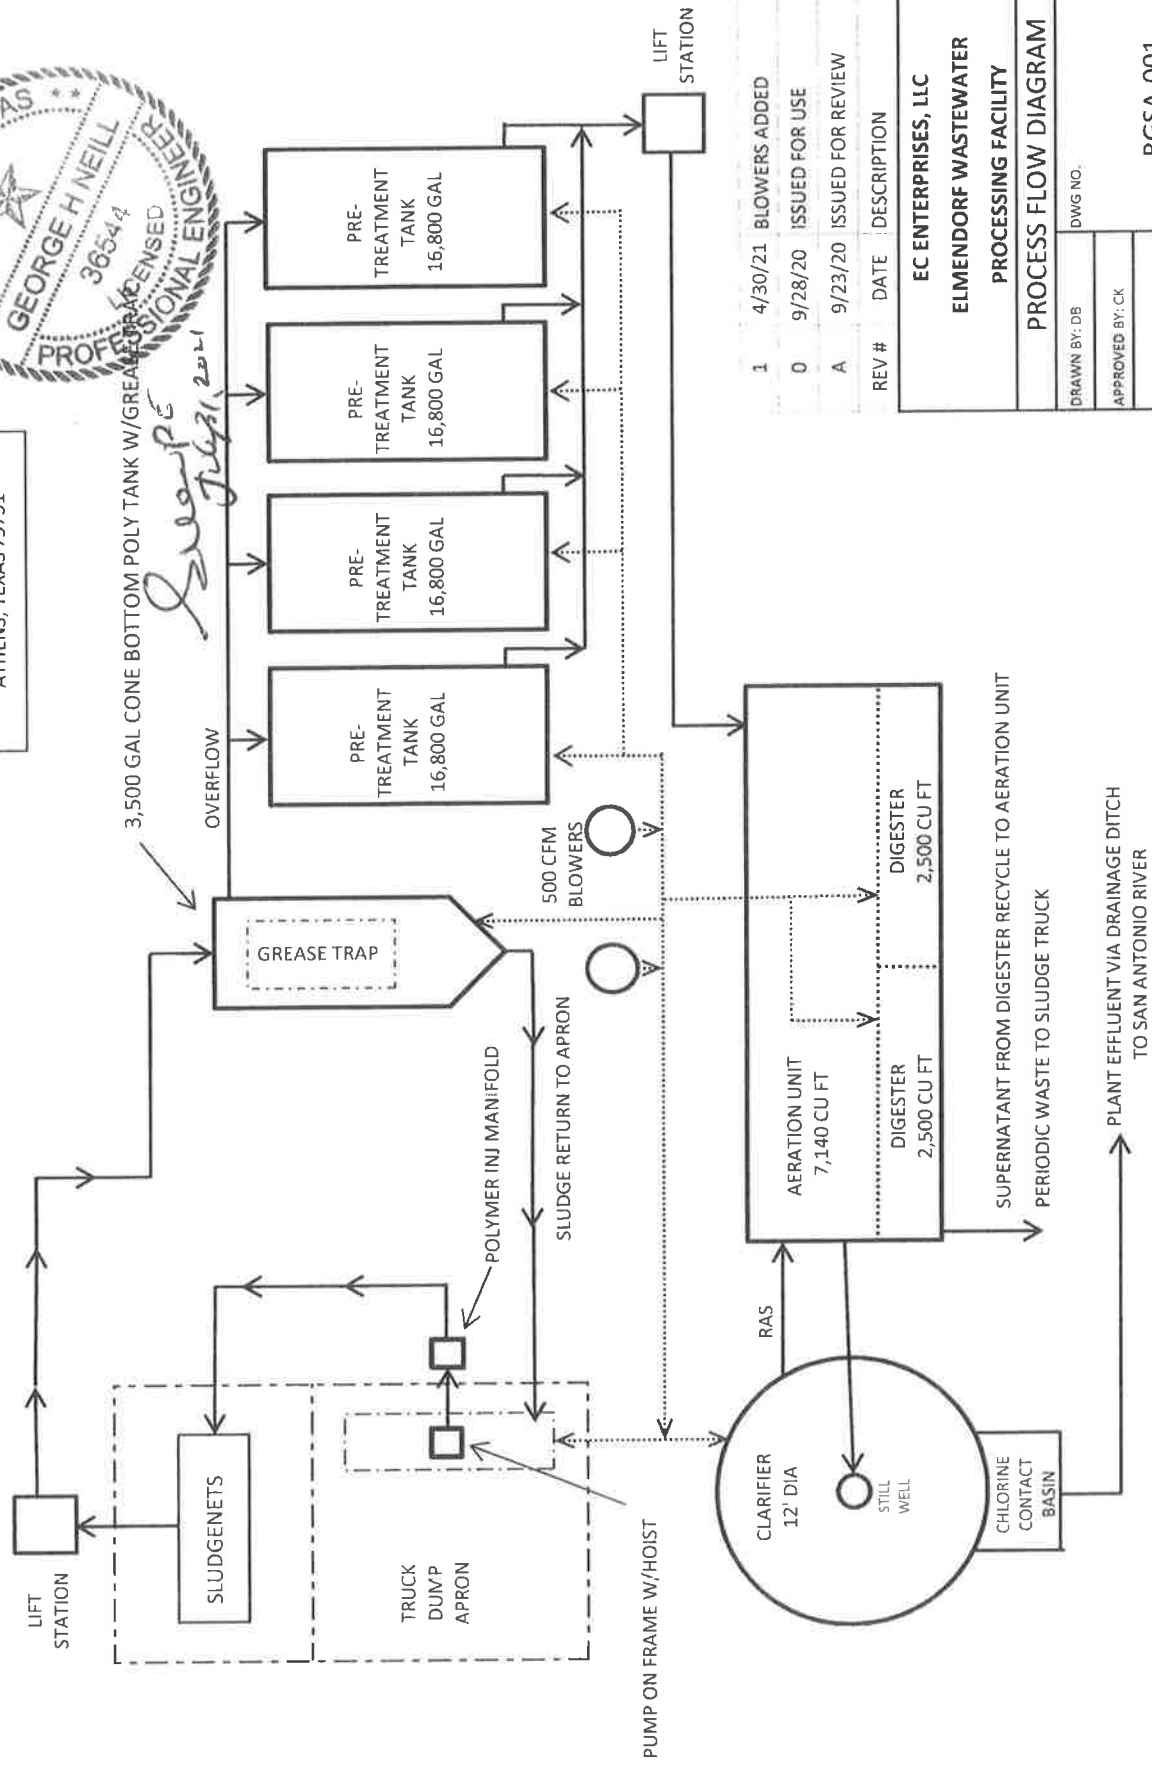 ATHENS, TEXAS 75751
GEORGE H NEILL
36544
LICENSED
PROFESSIONAL ENGINEER
July 31, 2021
3,500 GAL CONE BOTTOM POLY TANK W/GREASE TRAP
OVERFLOW
LIFT
STATION
SLUDGENETS
TRUCK
DUMP
APRON
PUMP ON FRAME W/HOIST
POLYMER INJ MANIFOLD
SLUDGE RETURN TO APRON
GREASE TRAP
500 CFM
BLOWERS
PRE-
TREATMENT
TANK
16,800 GAL
PRE-
TREATMENT
TANK
16,800 GAL
PRE-
TREATMENT
TANK
16,800 GAL
PRE-
TREATMENT
TANK
16,800 GAL
LIFT
STATION
CLARIFIER
12' DIA
STILL
WELL
CHLORINE
CONTACT
BASIN
RAS
AERATION UNIT
7,140 CU FT
DIGESTER
2,500 CU FT
DIGESTER
2,500 CU FT
SUPERNATANT FROM DIGESTER RECYCLE TO AERATION UNIT
PERIODIC WASTE TO SLUDGE TRUCK
PLANT EFFLUENT VIA DRAINAGE DITCH
TO SAN ANTONIO RIVER
1 4/30/21 BLOWERS ADDED
0 9/28/20 ISSUED FOR USE
A 9/23/20 ISSUED FOR REVIEW
REV # DATE DESCRIPTION
EC ENTERPRISES, LLC
ELMENDORF WASTEWATER
PROCESSING FACILITY
PROCESS FLOW DIAGRAM
DRAWN BY: DB
DWG NO.
APPROVED BY: CK